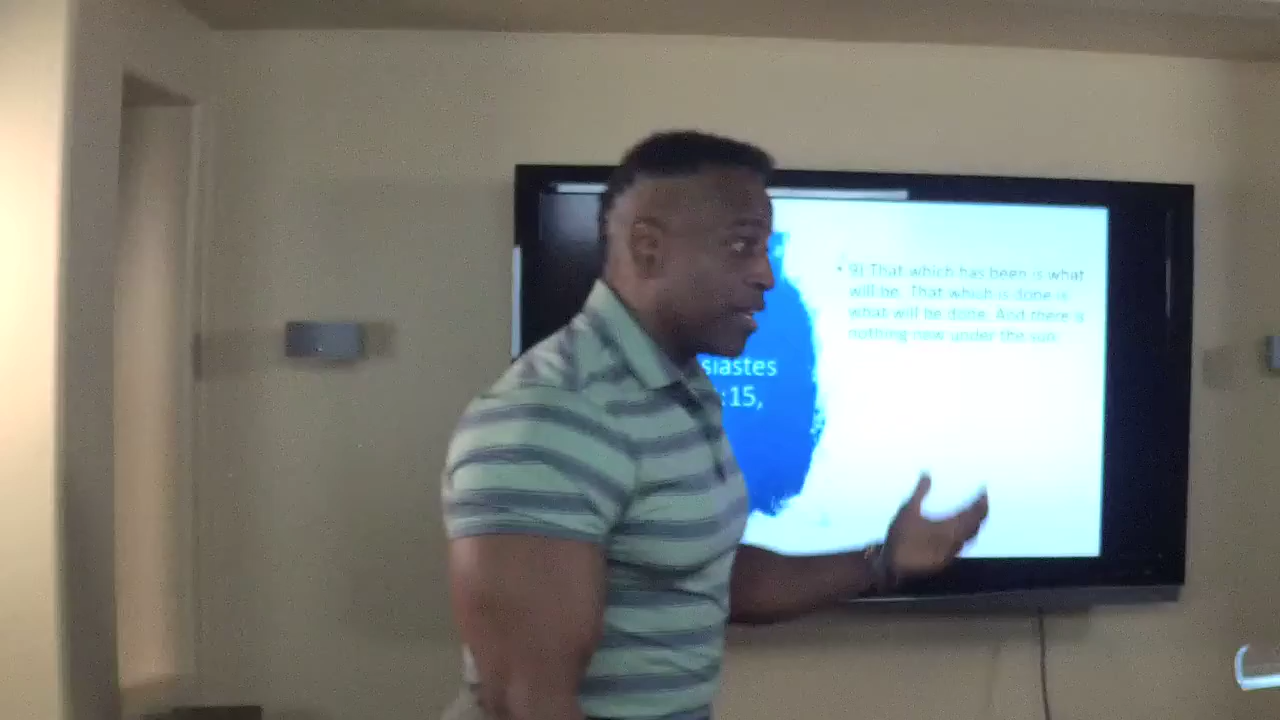 siastes
:15,
• 9) That which has been is what
will be. That which is done is
what will be done. And there is
nothing new under the sun.